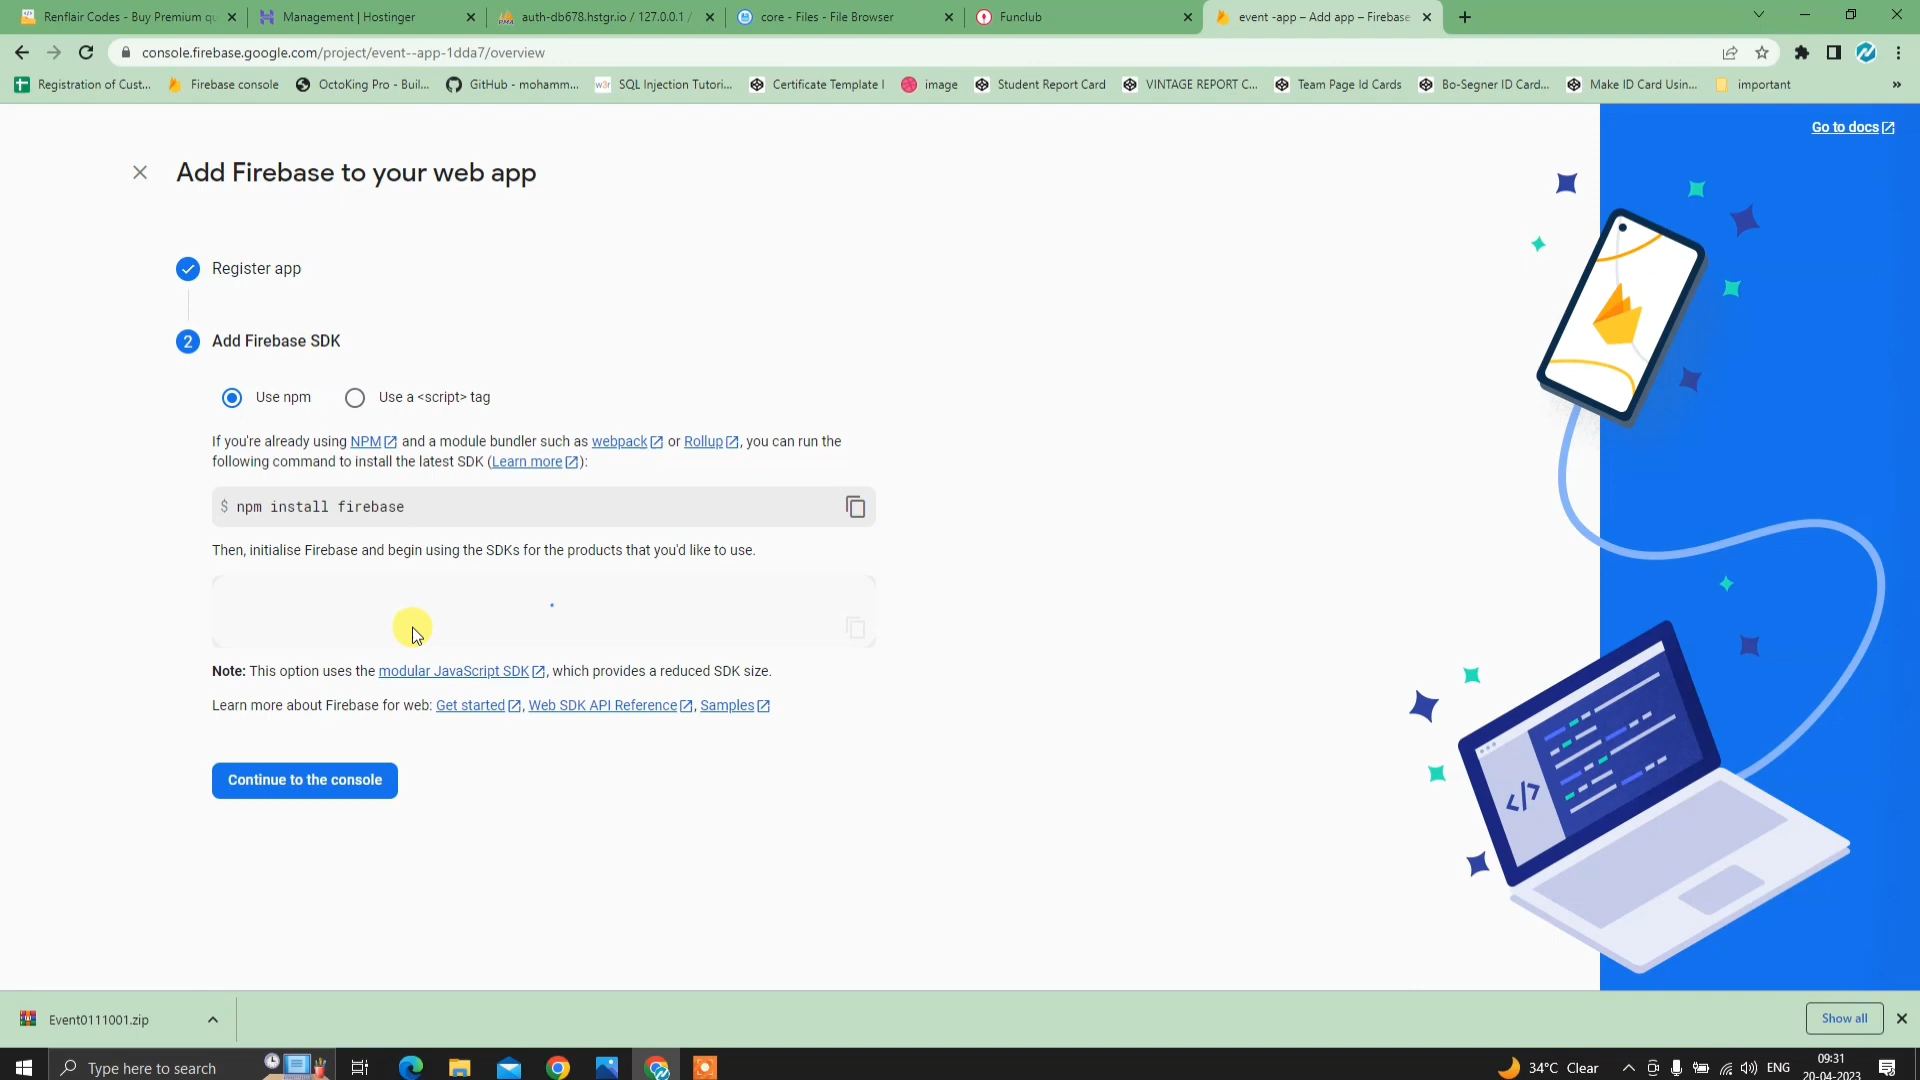 Renflair Codes - Buy Premium qu
Management | Hostinger
auth-db678.hstgr.io / 127.0.0.1 /
core - Files - File Browser
Funclub
event -app – Add app – Firebase
console.firebase.google.com/project/event--app-1dda7/overview
Registration of Cust...
Firebase console
OctoKing Pro - Buil...
GitHub - mohamm...
w3r
SQL Injection Tutori...
Certificate Template I
image
Student Report Card
VINTAGE REPORT C...
Team Page Id Cards
Bo-Segner ID Card...
Make ID Card Usin...
important
»
Go to docs
Add Firebase to your web app
Register app
2 Add Firebase SDK
Use npm
Use a <script> tag
If you're already using NPM and a module bundler such as webpack or Rollup, you can run the
following command to install the latest SDK (Learn more):
$ npm install firebase
Then, initialise Firebase and begin using the SDKs for the products that you'd like to use.
Note: This option uses the modular JavaScript SDK, which provides a reduced SDK size.
Learn more about Firebase for web: Get started, Web SDK API Reference, Samples
Continue to the console
</>
Event0111001.zip
Show all
Type here to search
34°C Clear
ENG
09:31
20-04-2023